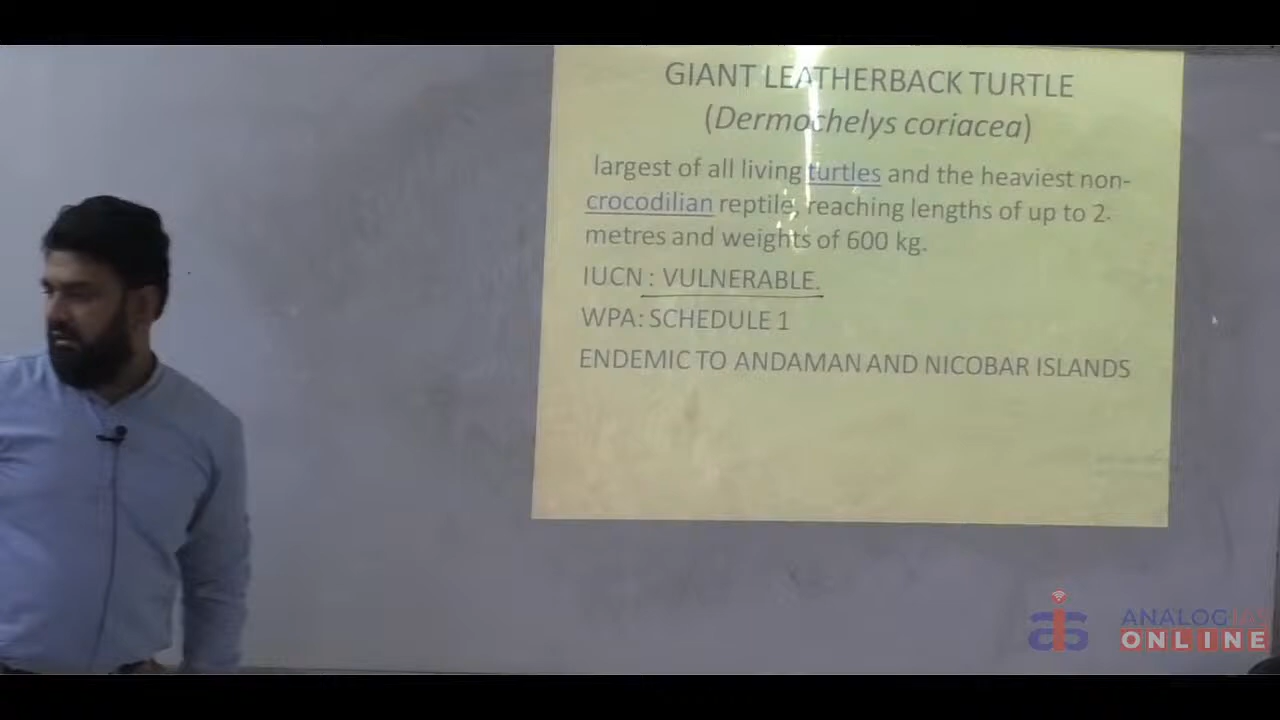 GIANT LEATHERBACK TURTLE
(Dermochelys coriacea)
largest of all living turtles and the heaviest non-
crocodilian reptile, reaching lengths of up to 2
metres and weights of 600 kg.
IUCN : VULNERABLE.
WPA: SCHEDULE 1
ENDEMIC TO ANDAMAN AND NICOBAR ISLANDS
ANALOG IAS
ONLINE